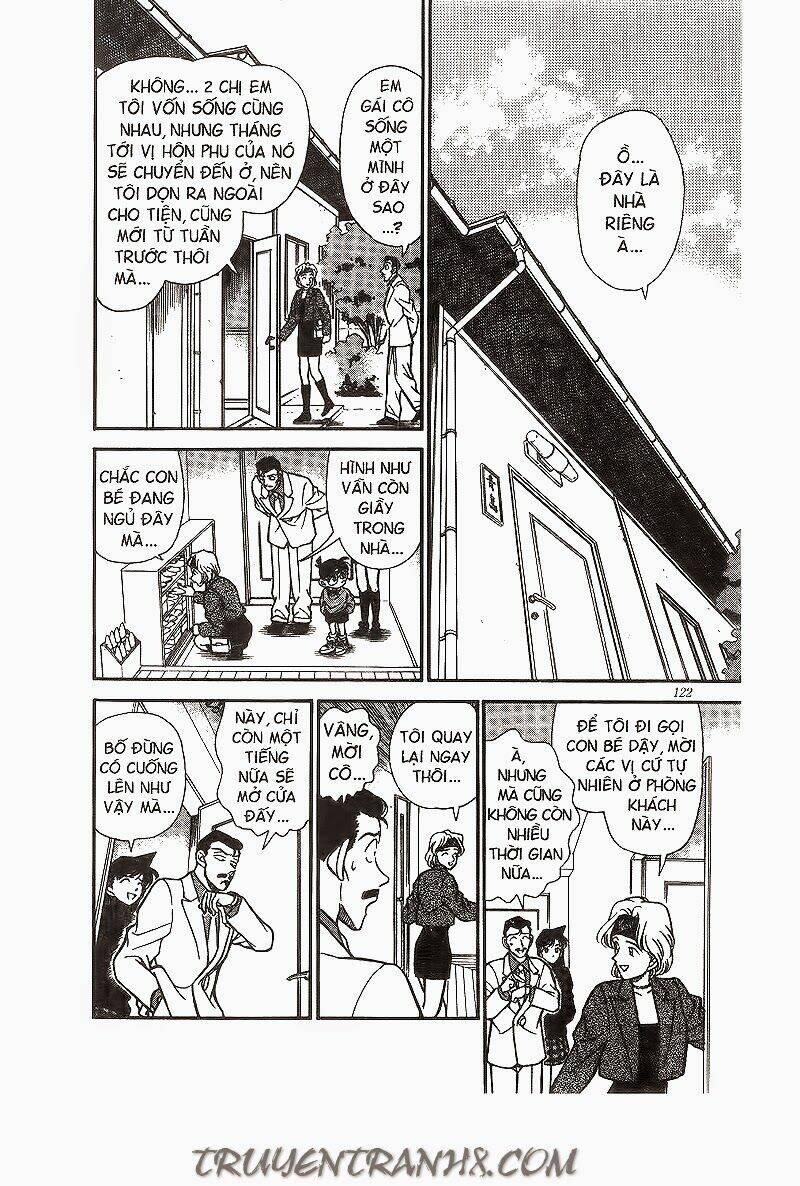 Ồ...
ĐÂY LÀ
NHÀ
RIÊNG
À...
EM
GÁI CÔ
SỐNG
MỘT
MÌNH
Ở ĐÂY
SAO
...?
KHÔNG... 2 CHỊ EM
TÔI VỐN SỐNG CÙNG
NHAU, NHƯNG THÁNG
TỚI VỊ HÔN PHU CỦA NÓ
SẼ CHUYỂN ĐẾN Ở, NÊN
TÔI DỌN RA NGOÀI
CHO TIỆN, CŨNG
MỚI TỪ TUẦN
TRƯỚC THÔI
MÀ...
HÌNH NHƯ
VẪN CÒN
GIẦY
TRONG
NHÀ...
CHẮC CON
BÉ ĐANG
NGỦ ĐẤY
MÀ...
122
ĐỂ TÔI ĐI GỌI
CON BÉ DẬY, MỜI
CÁC VỊ CỨ TỰ
NHIÊN Ở PHÒNG
KHÁCH
NÀY...
À,
NHƯNG
MÀ CŨNG
KHÔNG CÒN
NHIỀU
THỜI GIAN
NỮA...
TÔI QUAY
LẠI NGAY
THÔI...
VÂNG,
MỜI
CÔ...
NÀY, CHỈ
CÒN MỘT
TIẾNG
NỮA SẼ
MỞ CỬA
ĐẤY...
BỐ ĐỪNG
CÓ CUỐNG
LÊN NHƯ
VẬY MÀ...
TRUYENTRANH8.COM